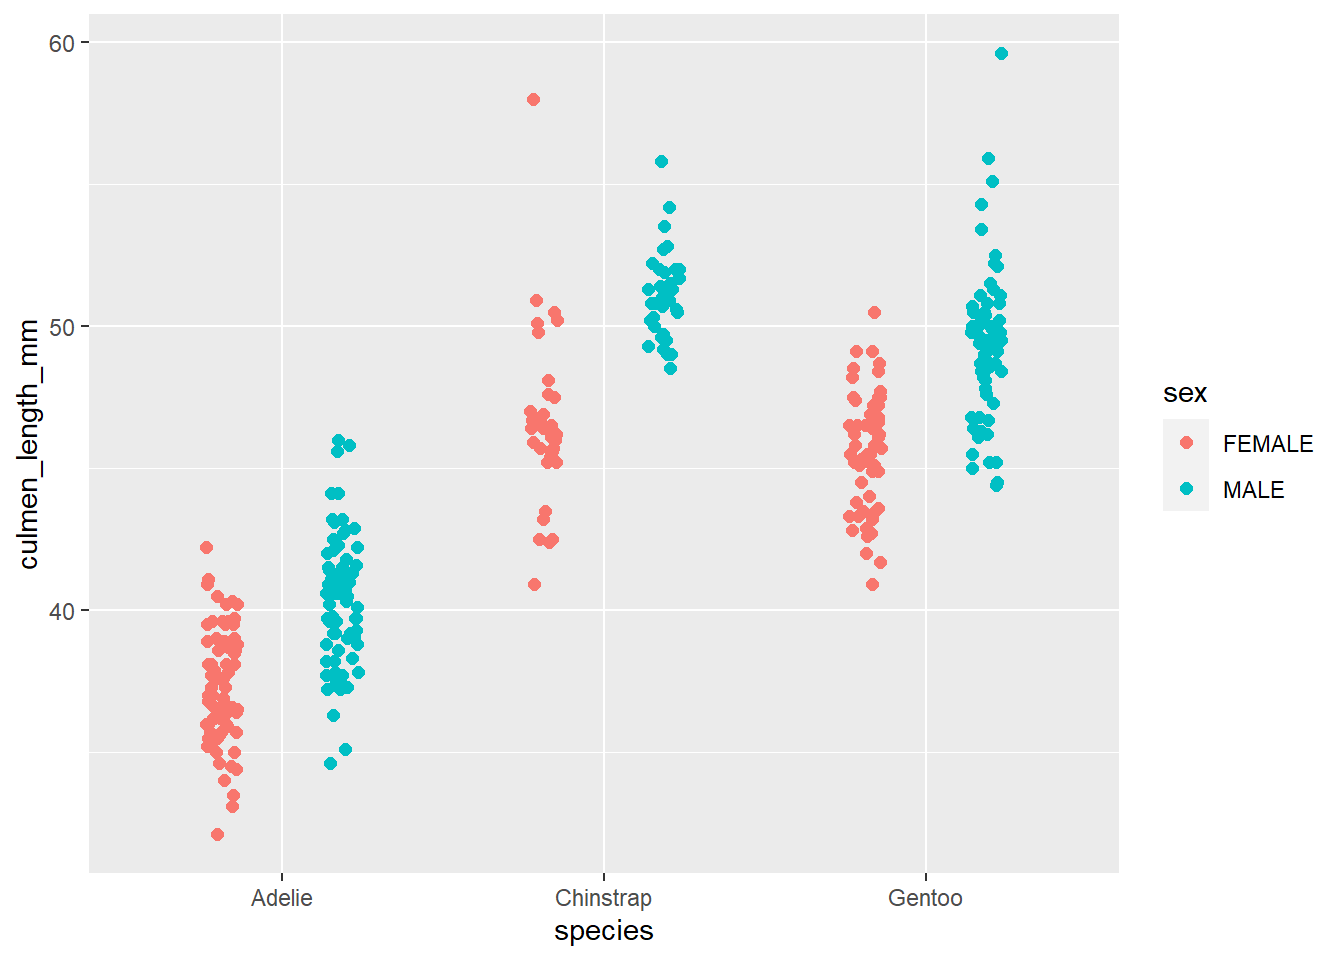 60
50
40
culmen_length_mm
Adelie
Chinstrap
Gentoo
species
sex
FEMALE
MALE